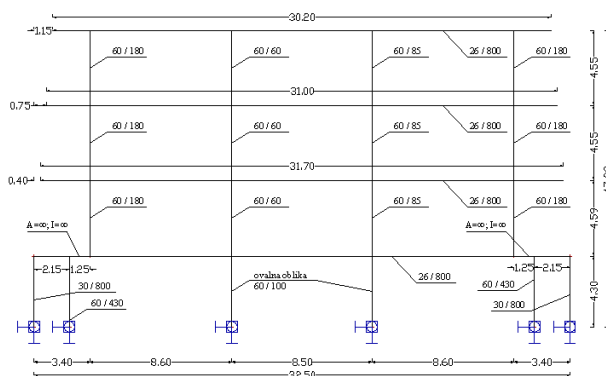 30.20
1.15
60 / 180
60 / 60
60 / 85
26 / 800
60 / 180
4.55
31.00
0.75
60 / 180
60 / 60
60 / 85
26 / 800
60 / 180
4.55
31.70
0.40
60 / 180
60 / 60
60 / 85
26 / 800
60 / 180
4.59
A=∞; I=∞
A=∞; I=∞
2.15
1.25
ovalna oblika
60 / 100
26 / 800
1.25
2.15
30 / 800
60 / 430
60 / 430
30 / 800
4.30
3.40
8.60
8.50
8.60
3.40
32.50